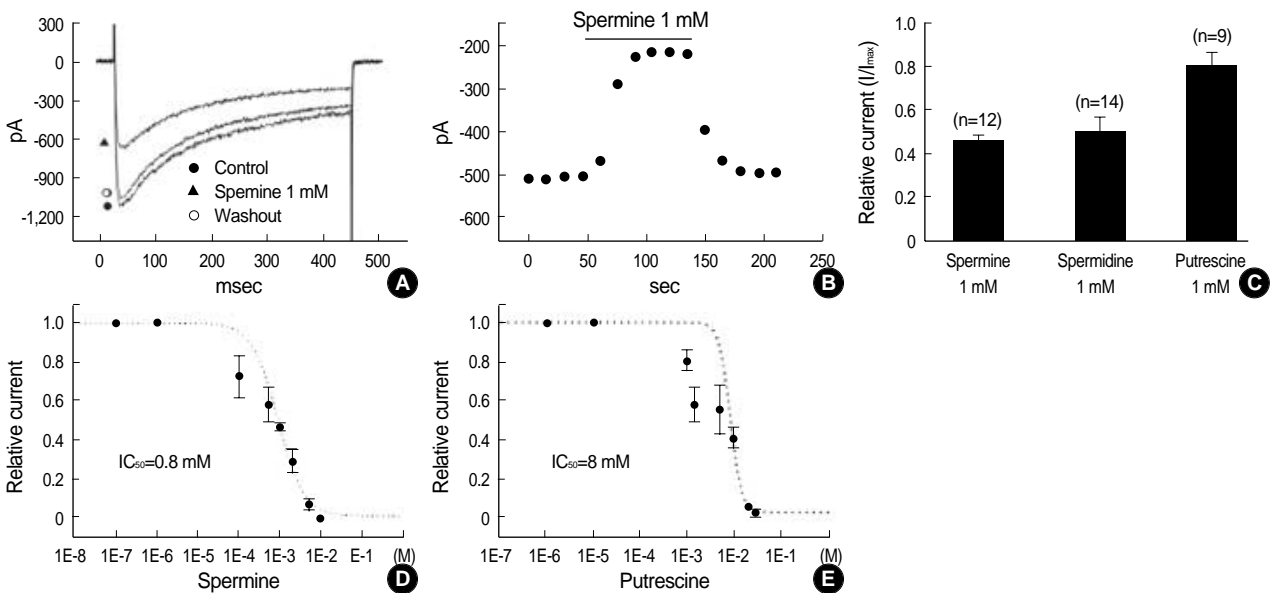 300
0
-300
-600
-900
-1,200
pA
Control
Spemine 1 mM
Washout
0 100 200 300 400 500
msec
A
Spermine 1 mM
-200
-300
-400
-500
-600
pA
0 50 100 150 200 250
sec
B
1.0
0.8
0.6
0.4
0.2
0
Relative current (I/Imax)
(n=12)
(n=14)
(n=9)
Spermine Spermidine Putrescine
1 mM 1 mM 1 mM
C
1.0
0.8
0.6
0.4
0.2
0
Relative current
IC50=0.8 mM
1E-8 1E-7 1E-6 1E-5 1E-4 1E-3 1E-2 E-1 (M)
Spermine
D
1.0
0.8
0.6
0.4
0.2
0
Relative current
IC50=8 mM
1E-7 1E-6 1E-5 1E-4 1E-3 1E-2 1E-1 (M)
Putrescine
E